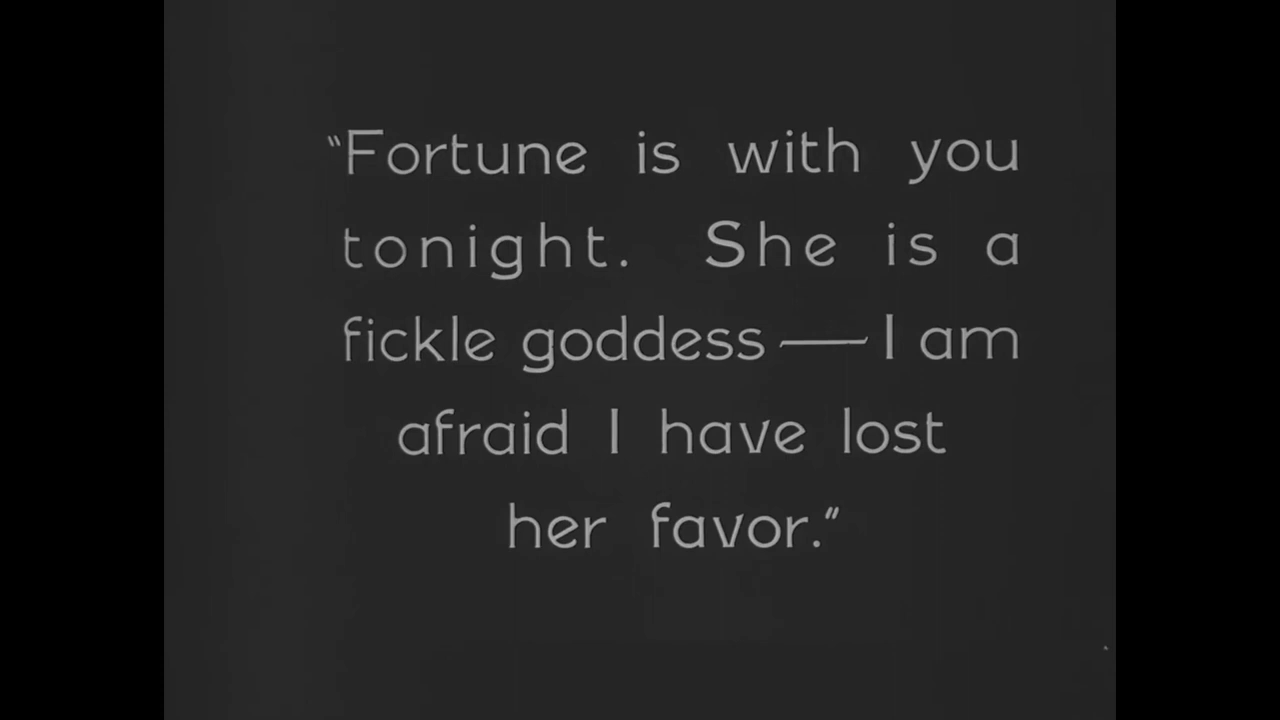 "Fortune is with you
tonight. She is a
fickle goddess — I am
afraid I have lost
her favor."